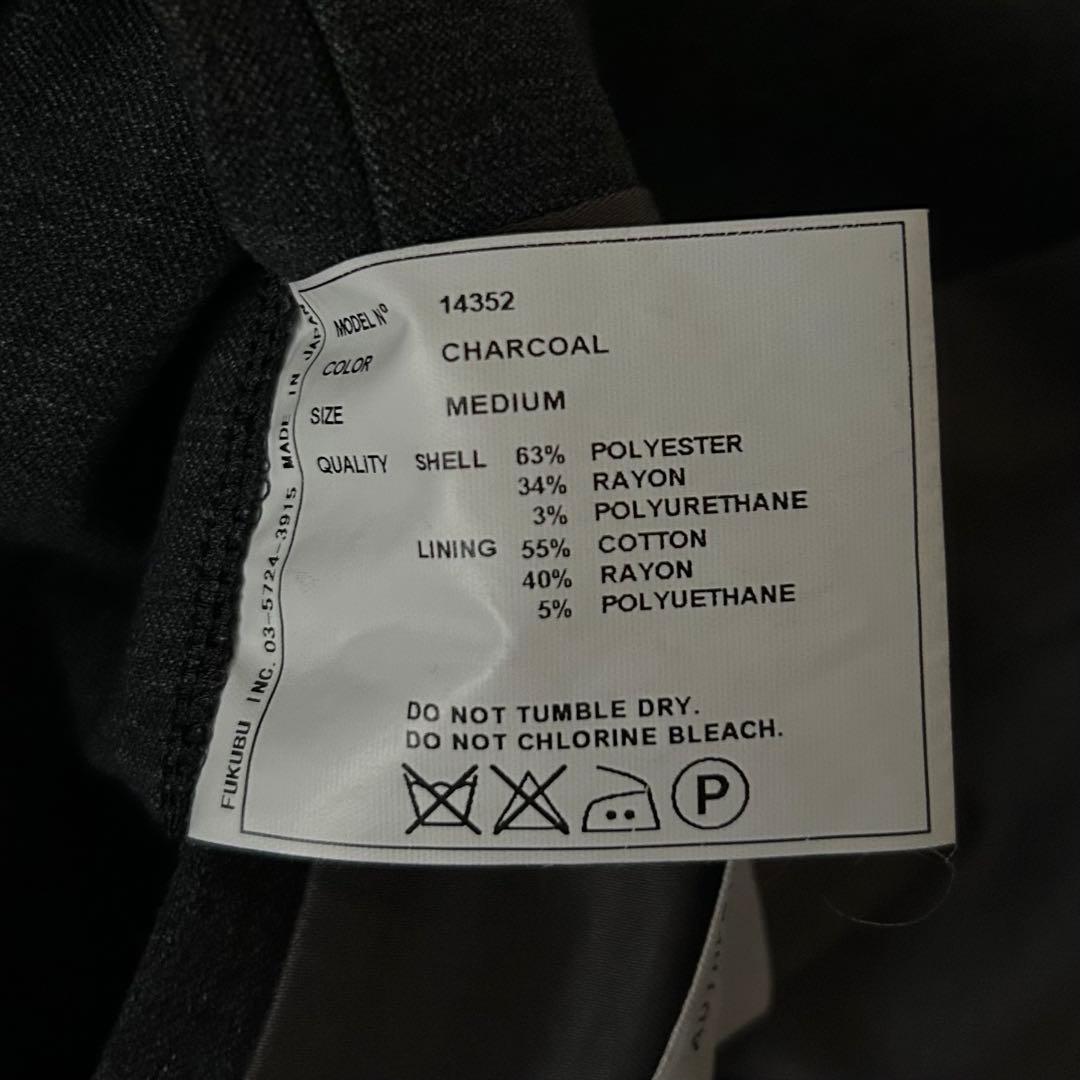 MODEL Nº 14352
COLOR CHARCOAL
SIZE MEDIUM
QUALITY SHELL 63% POLYESTER
34% RAYON
3% POLYURETHANE
LINING 55% COTTON
40% RAYON
5% POLYUETHANE
DO NOT TUMBLE DRY.
DO NOT CHLORINE BLEACH.
P
FUKUBU INC. 03-5724-3915 MADE IN JAPAN